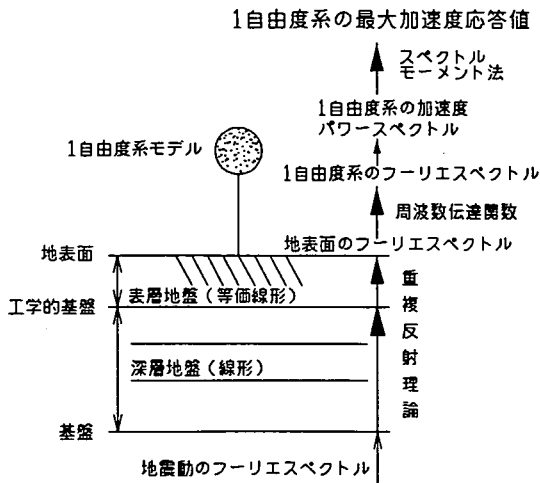 1自由度系の最大加速度応答値
スペクトル
モーメント法
1自由度系の加速度
パワースペクトル
1自由度系モデル
1自由度系のフーリエスペクトル
周波数伝達関数
地表面のフーリエスペクトル
地表面
表層地盤(等価線形)
工学的基盤
重複反射理論
深層地盤(線形)
基盤
地震動のフーリエスペクトル